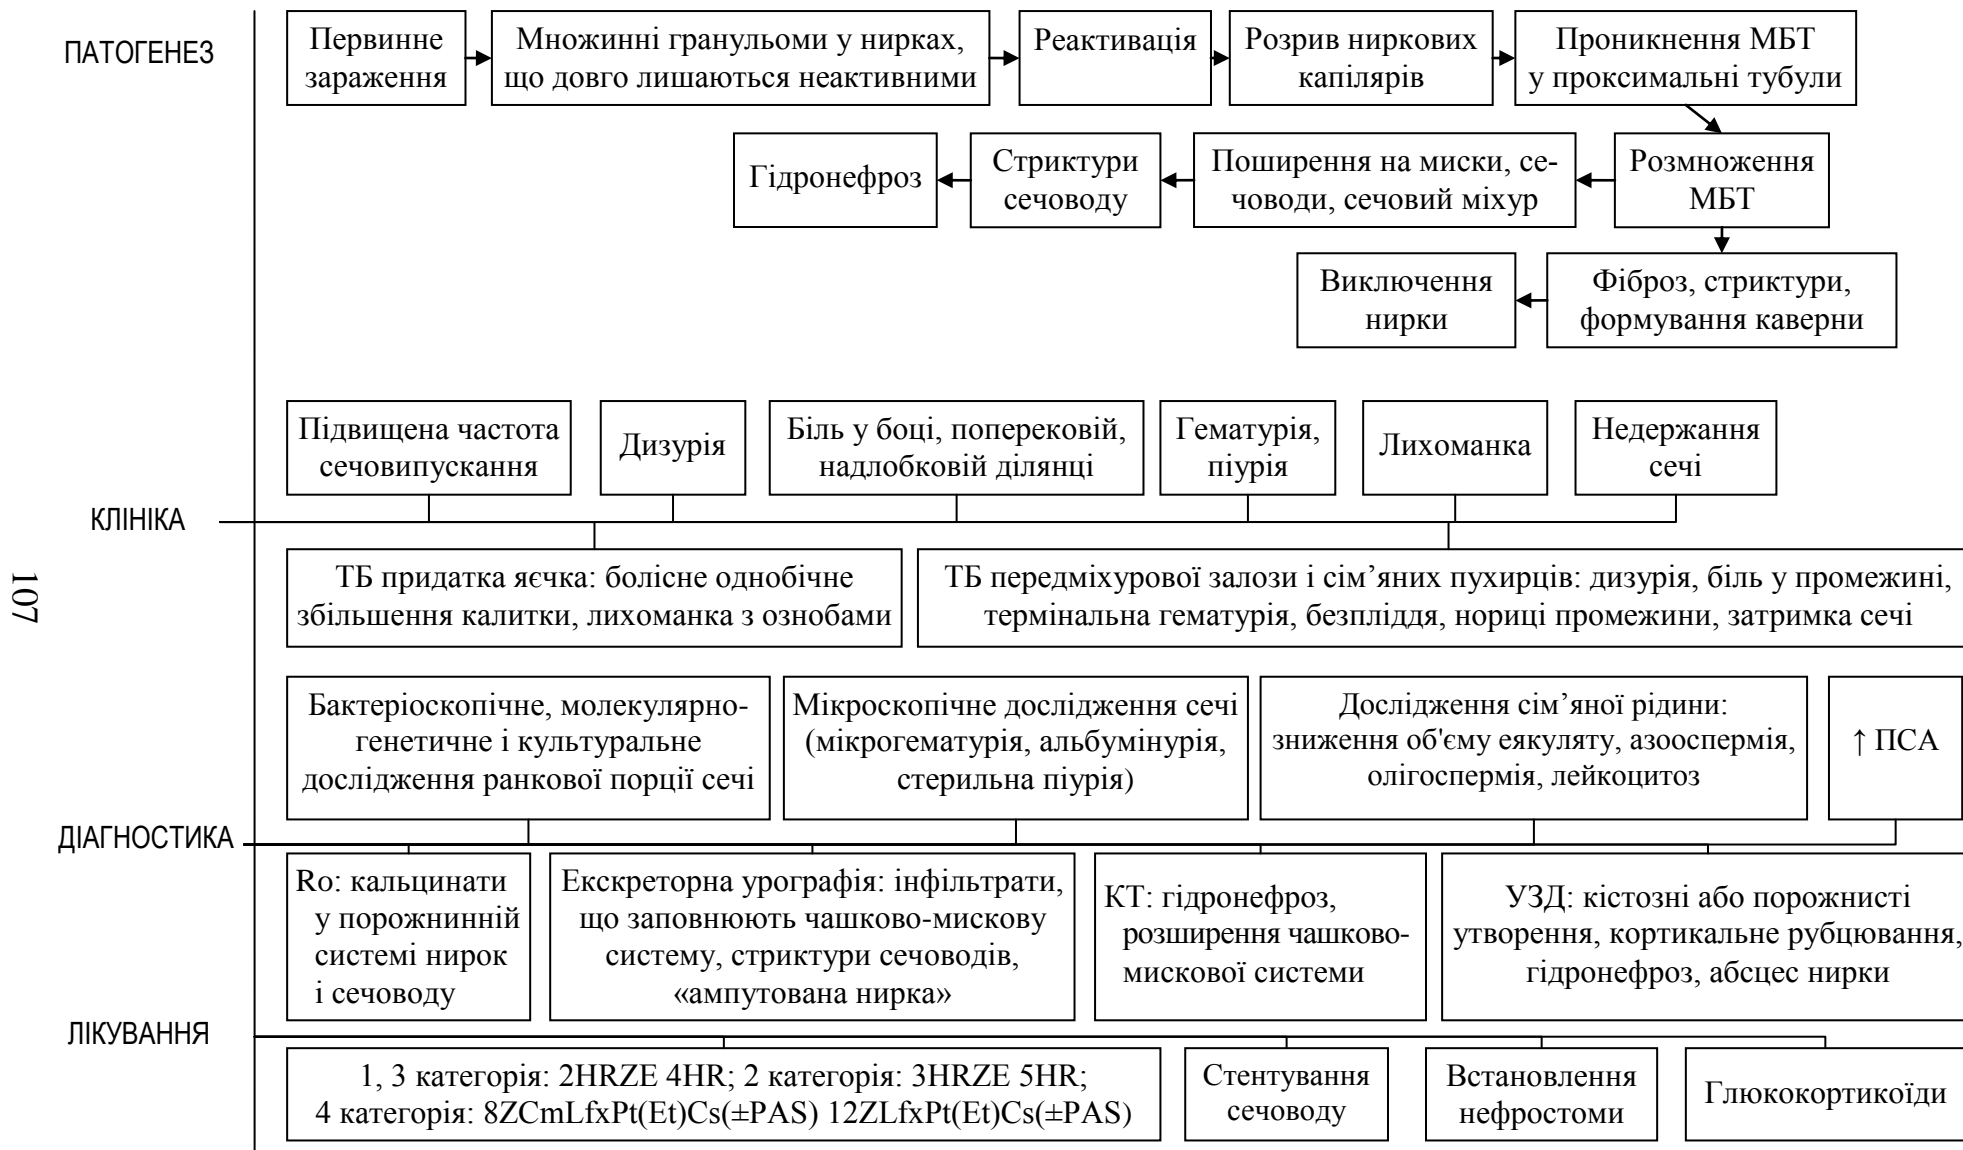 ПАТОГЕНЕЗ
Первинне
зараження
Множинні гранульоми у нирках,
що довго лишаються неактивними
Реактивація
Розрив ниркових
капілярів
Проникнення МБТ
у проксимальні тубули
Гідронефроз
Стриктури
сечоводу
Поширення на миски, се-
човоди, сечовий міхур
Розмноження
МБТ
Виключення
нирки
Фіброз, стриктури,
формування каверни
Підвищена частота
сечовипускання
Дизурія
Біль у боці, поперековій,
надлобковій ділянці
Гематурія,
піурія
Лихоманка
Недержання
сечі
КЛІНІКА
ТБ придатка яєчка: болісне однобічне
збільшення калитки, лихоманка з ознобами
ТБ передміхурової залози і сім’яних пухирців: дизурія, біль у промежині,
термінальна гематурія, безпліддя, нориці промежини, затримка сечі
107
Бактеріоскопічне, молекулярно-
генетичне і культуральне
дослідження ранкової порції сечі
Мікроскопічне дослідження сечі
(мікрогематурія, альбумінурія,
стерильна піурія)
Дослідження сім’яної рідини:
зниження об'єму еякуляту, азооспермія,
олігоспермія, лейкоцитоз
↑ ПСА
ДІАГНОСТИКА
Ro: кальцинати
у порожнинній
системі нирок
і сечоводу
Екскреторна урографія: інфільтрати,
що заповнюють чашково-мискову
систему, стриктури сечоводів,
«ампутована нирка»
КТ: гідронефроз,
розширення чашково-
мискової системи
УЗД: кістозні або порожнисті
утворення, кортикальне рубцювання,
гідронефроз, абсцес нирки
ЛІКУВАННЯ
1, 3 категорія: 2HRZE 4HR; 2 категорія: 3HRZE 5HR;
4 категорія: 8ZCmLfxPt(Et)Cs(±PAS) 12ZLfxPt(Et)Cs(±PAS)
Стентування
сечоводу
Встановлення
нефростоми
Глюкокортикоїди